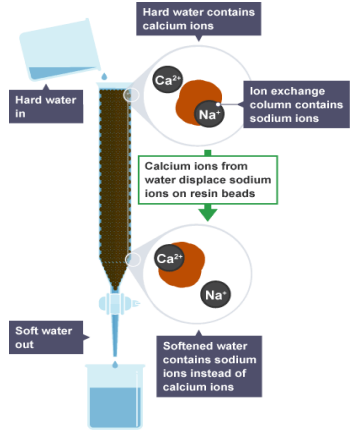 Hard water contains
calcium ions
Ca²⁺
Na⁺
Ion exchange
column contains
sodium ions
Hard water
in
Calcium ions from
water displace sodium
ions on resin beads
Ca²⁺
Na⁺
Soft water
out
Softened water
contains sodium
ions instead of
calcium ions